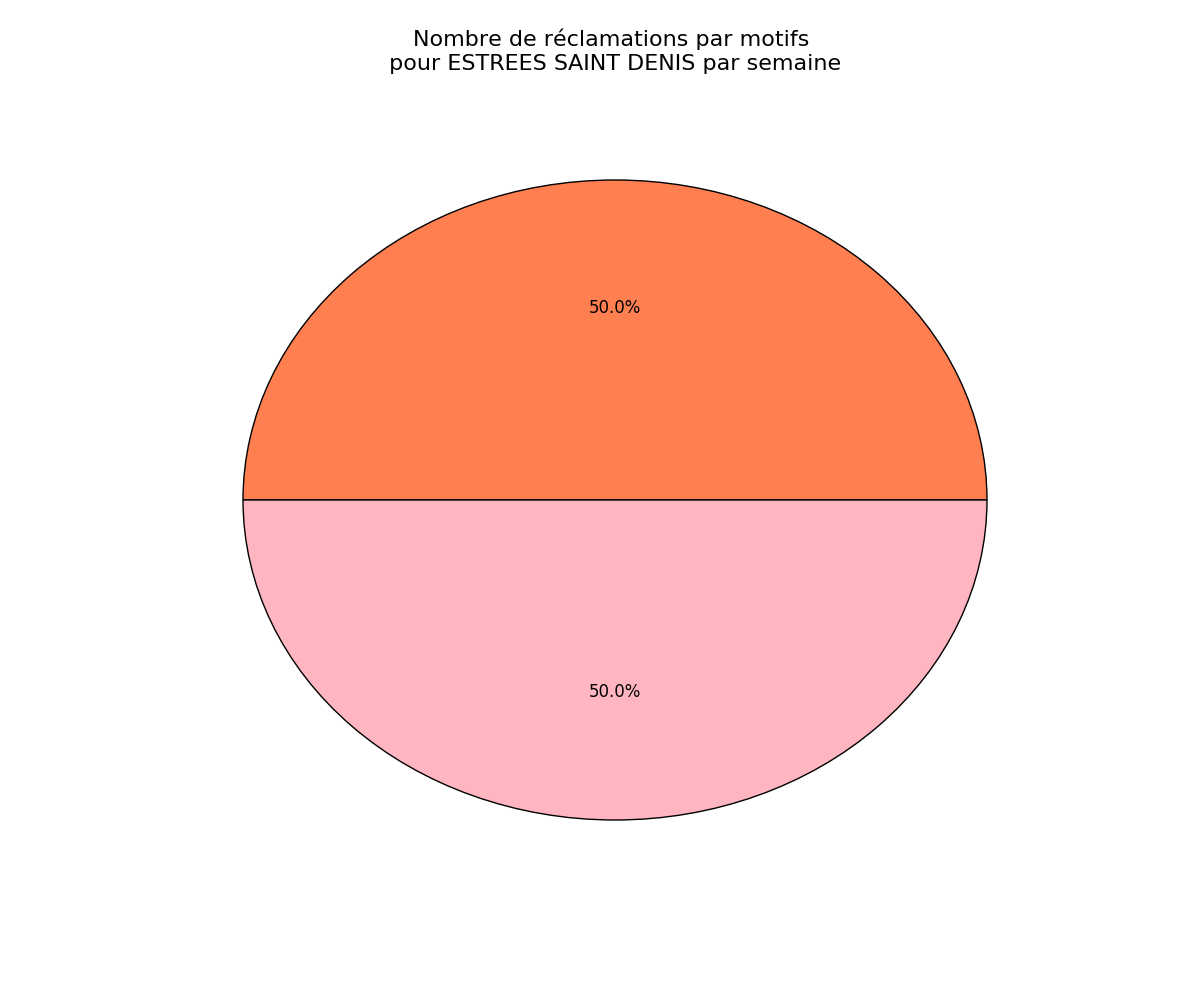 Nombre de réclamations par motifs
pour ESTREES SAINT DENIS par semaine
50.0%
50.0%